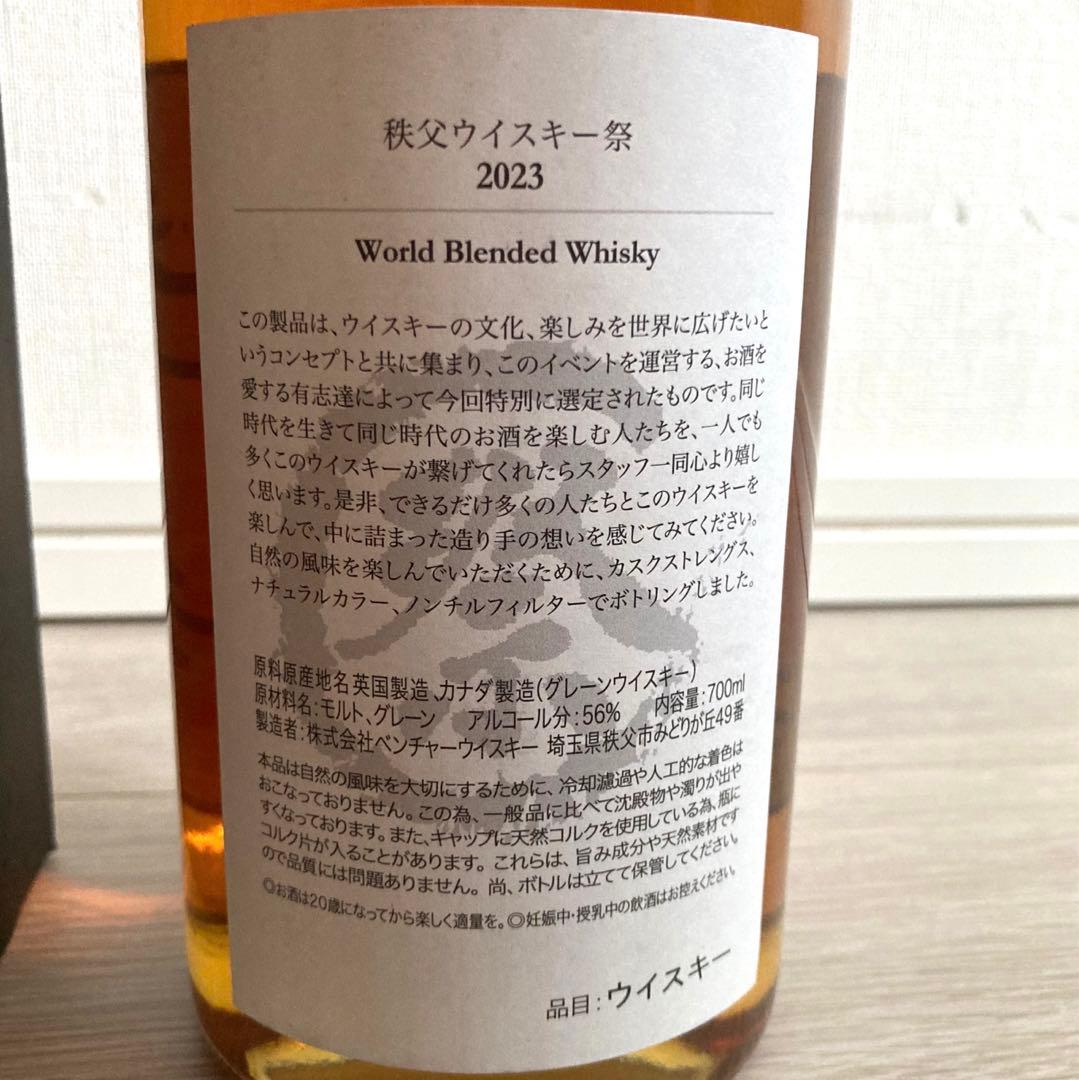 秩父ウイスキー祭
2023
World Blended Whisky
この製品は、ウイスキーの文化、楽しみを世界に広げたいと
いうコンセプトと共に集まり、このイベントを運営する、お酒を
愛する有志達によって今回特別に選定されたものです。同じ
時代を生きて同じ時代のお酒を楽しむ人たちを、一人でも
多くこのウイスキーが繋げてくれたらスタッフ一同心より嬉し
く思います。是非、できるだけ多くの人たちとこのウイスキーを
楽しんで、中に詰まった造り手の想いを感じてみてください。
自然の風味を楽しんでいただくために、カスクストレングス、
ナチュラルカラー、ノンチルフィルターでボトリングしました。
原料原産地名 英国製造、カナダ製造(グレーンウイスキー)
原材料名:モルト、グレーン アルコール分:56% 内容量:700ml
製造者:株式会社ベンチャーウイスキー 埼玉県秩父市みどりが丘49番
本品は自然の風味を大切にするために、冷却濾過や人工的な着色は
おこなっておりません。この為、一般品に比べて沈殿物や濁りが出や
すくなっております。また、キャップに天然コルクを使用している為、瓶に
コルク片が入ることがあります。これらは、旨み成分や天然素材です
ので品質には問題ありません。尚、ボトルは立てて保管してください。
◎お酒は20歳になってから楽しく適量を。◎妊娠中・授乳中の飲酒はお控えください。
品目:ウイスキー